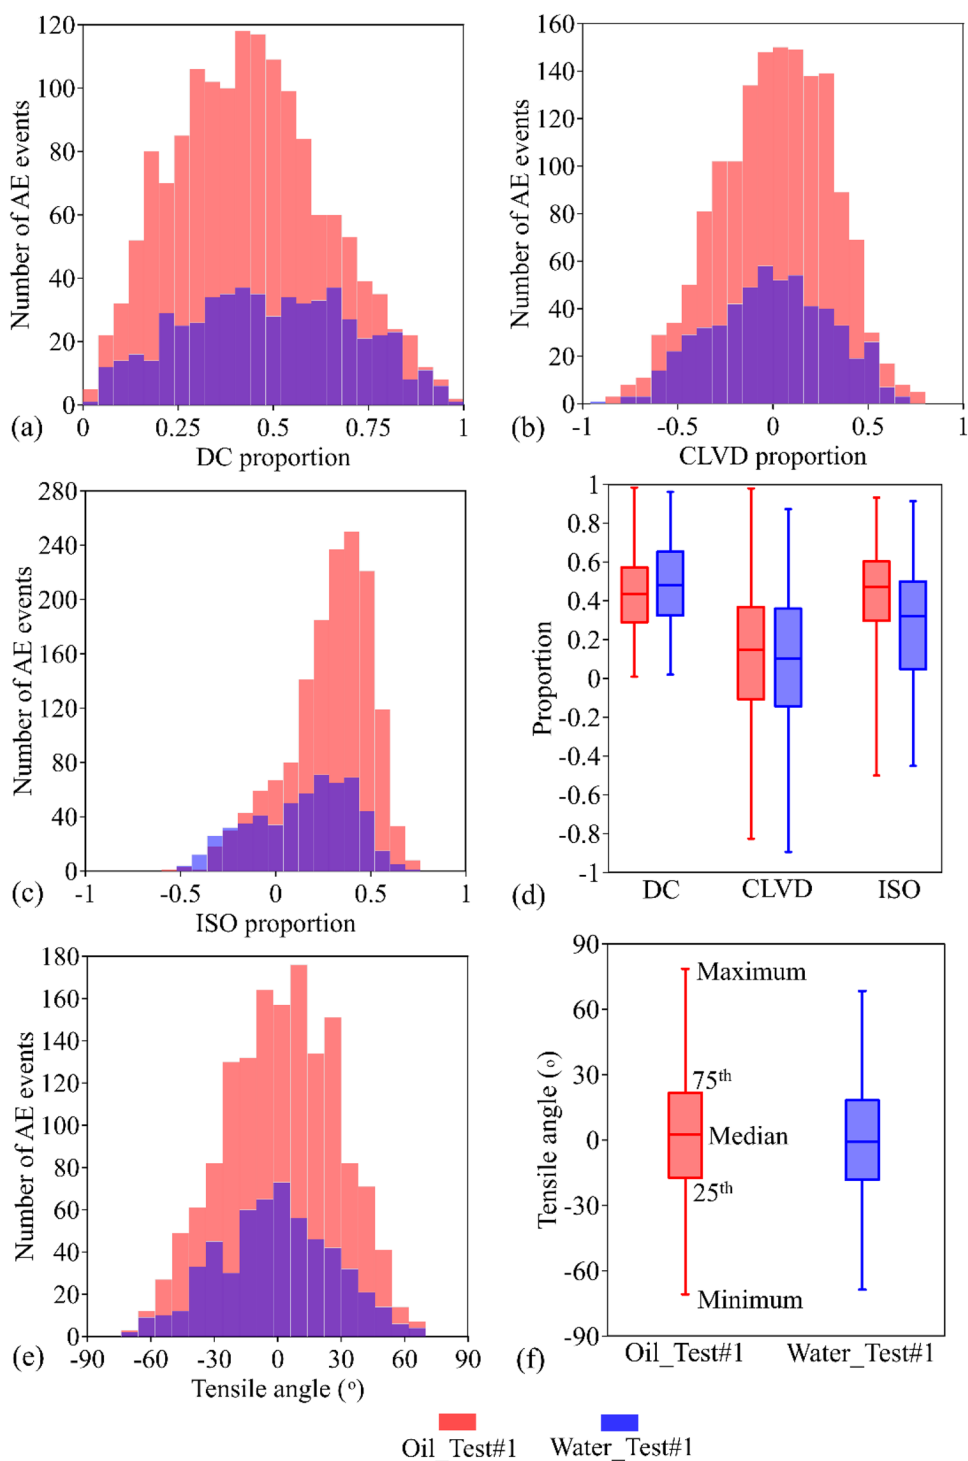 120
100
80
60
40
20
0
Number of AE events
(a)
0
0.25
0.5
0.75
1
DC proportion
160
140
120
100
80
60
40
20
0
Number of AE events
(b)
-1
-0.5
0
0.5
1
CLVD proportion
280
240
200
160
120
80
40
0
Number of AE events
(c)
-1
-0.5
0
0.5
1
ISO proportion
1
0.8
0.6
0.4
0.2
0
-0.2
-0.4
-0.6
-0.8
-1
Proportion
(d)
DC
CLVD
ISO
180
160
140
120
100
80
60
40
20
0
Number of AE events
(e)
-90
-60
-30
0
30
60
90
Tensile angle (o)
90
60
30
0
-30
-60
-90
Tensile angle (o)
Maximum
75th
Median
25th
Minimum
(f)
Oil_Test#1
Water_Test#1
Oil_Test#1
Water_Test#1